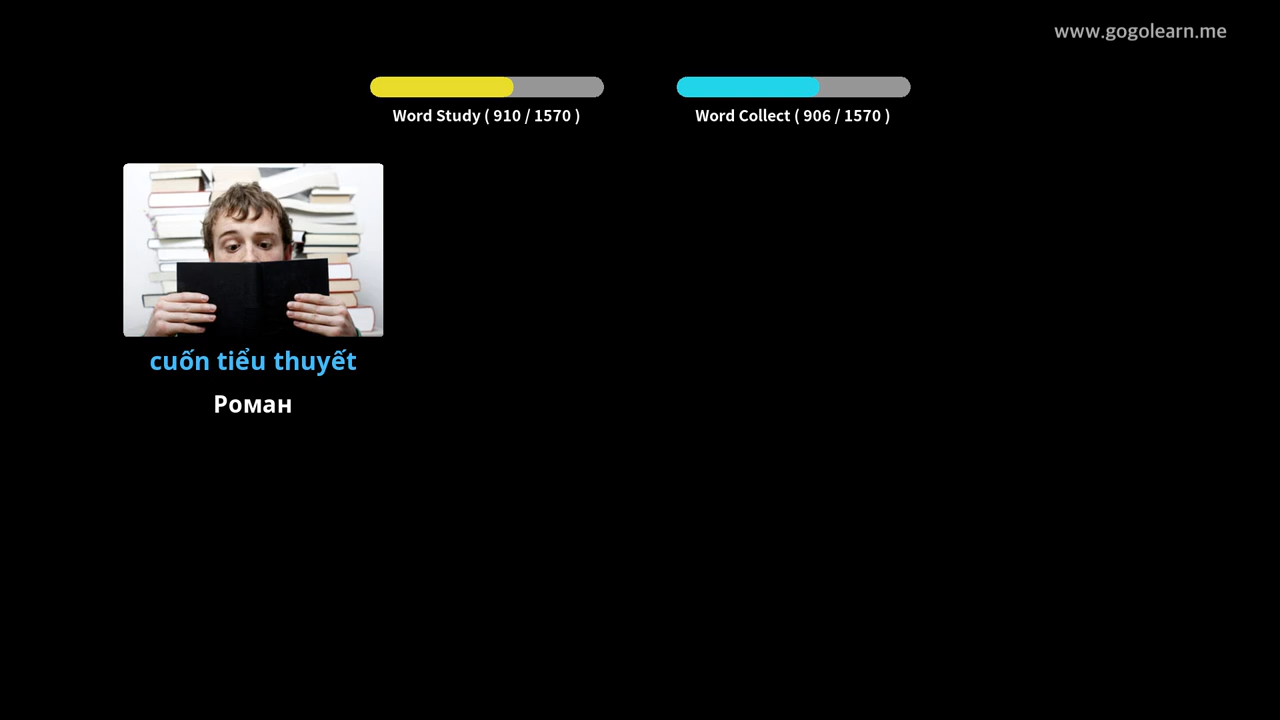 www.gogolearn.me
Word Study ( 910 / 1570 )
Word Collect ( 906 / 1570 )
cuốn tiểu thuyết
Роман